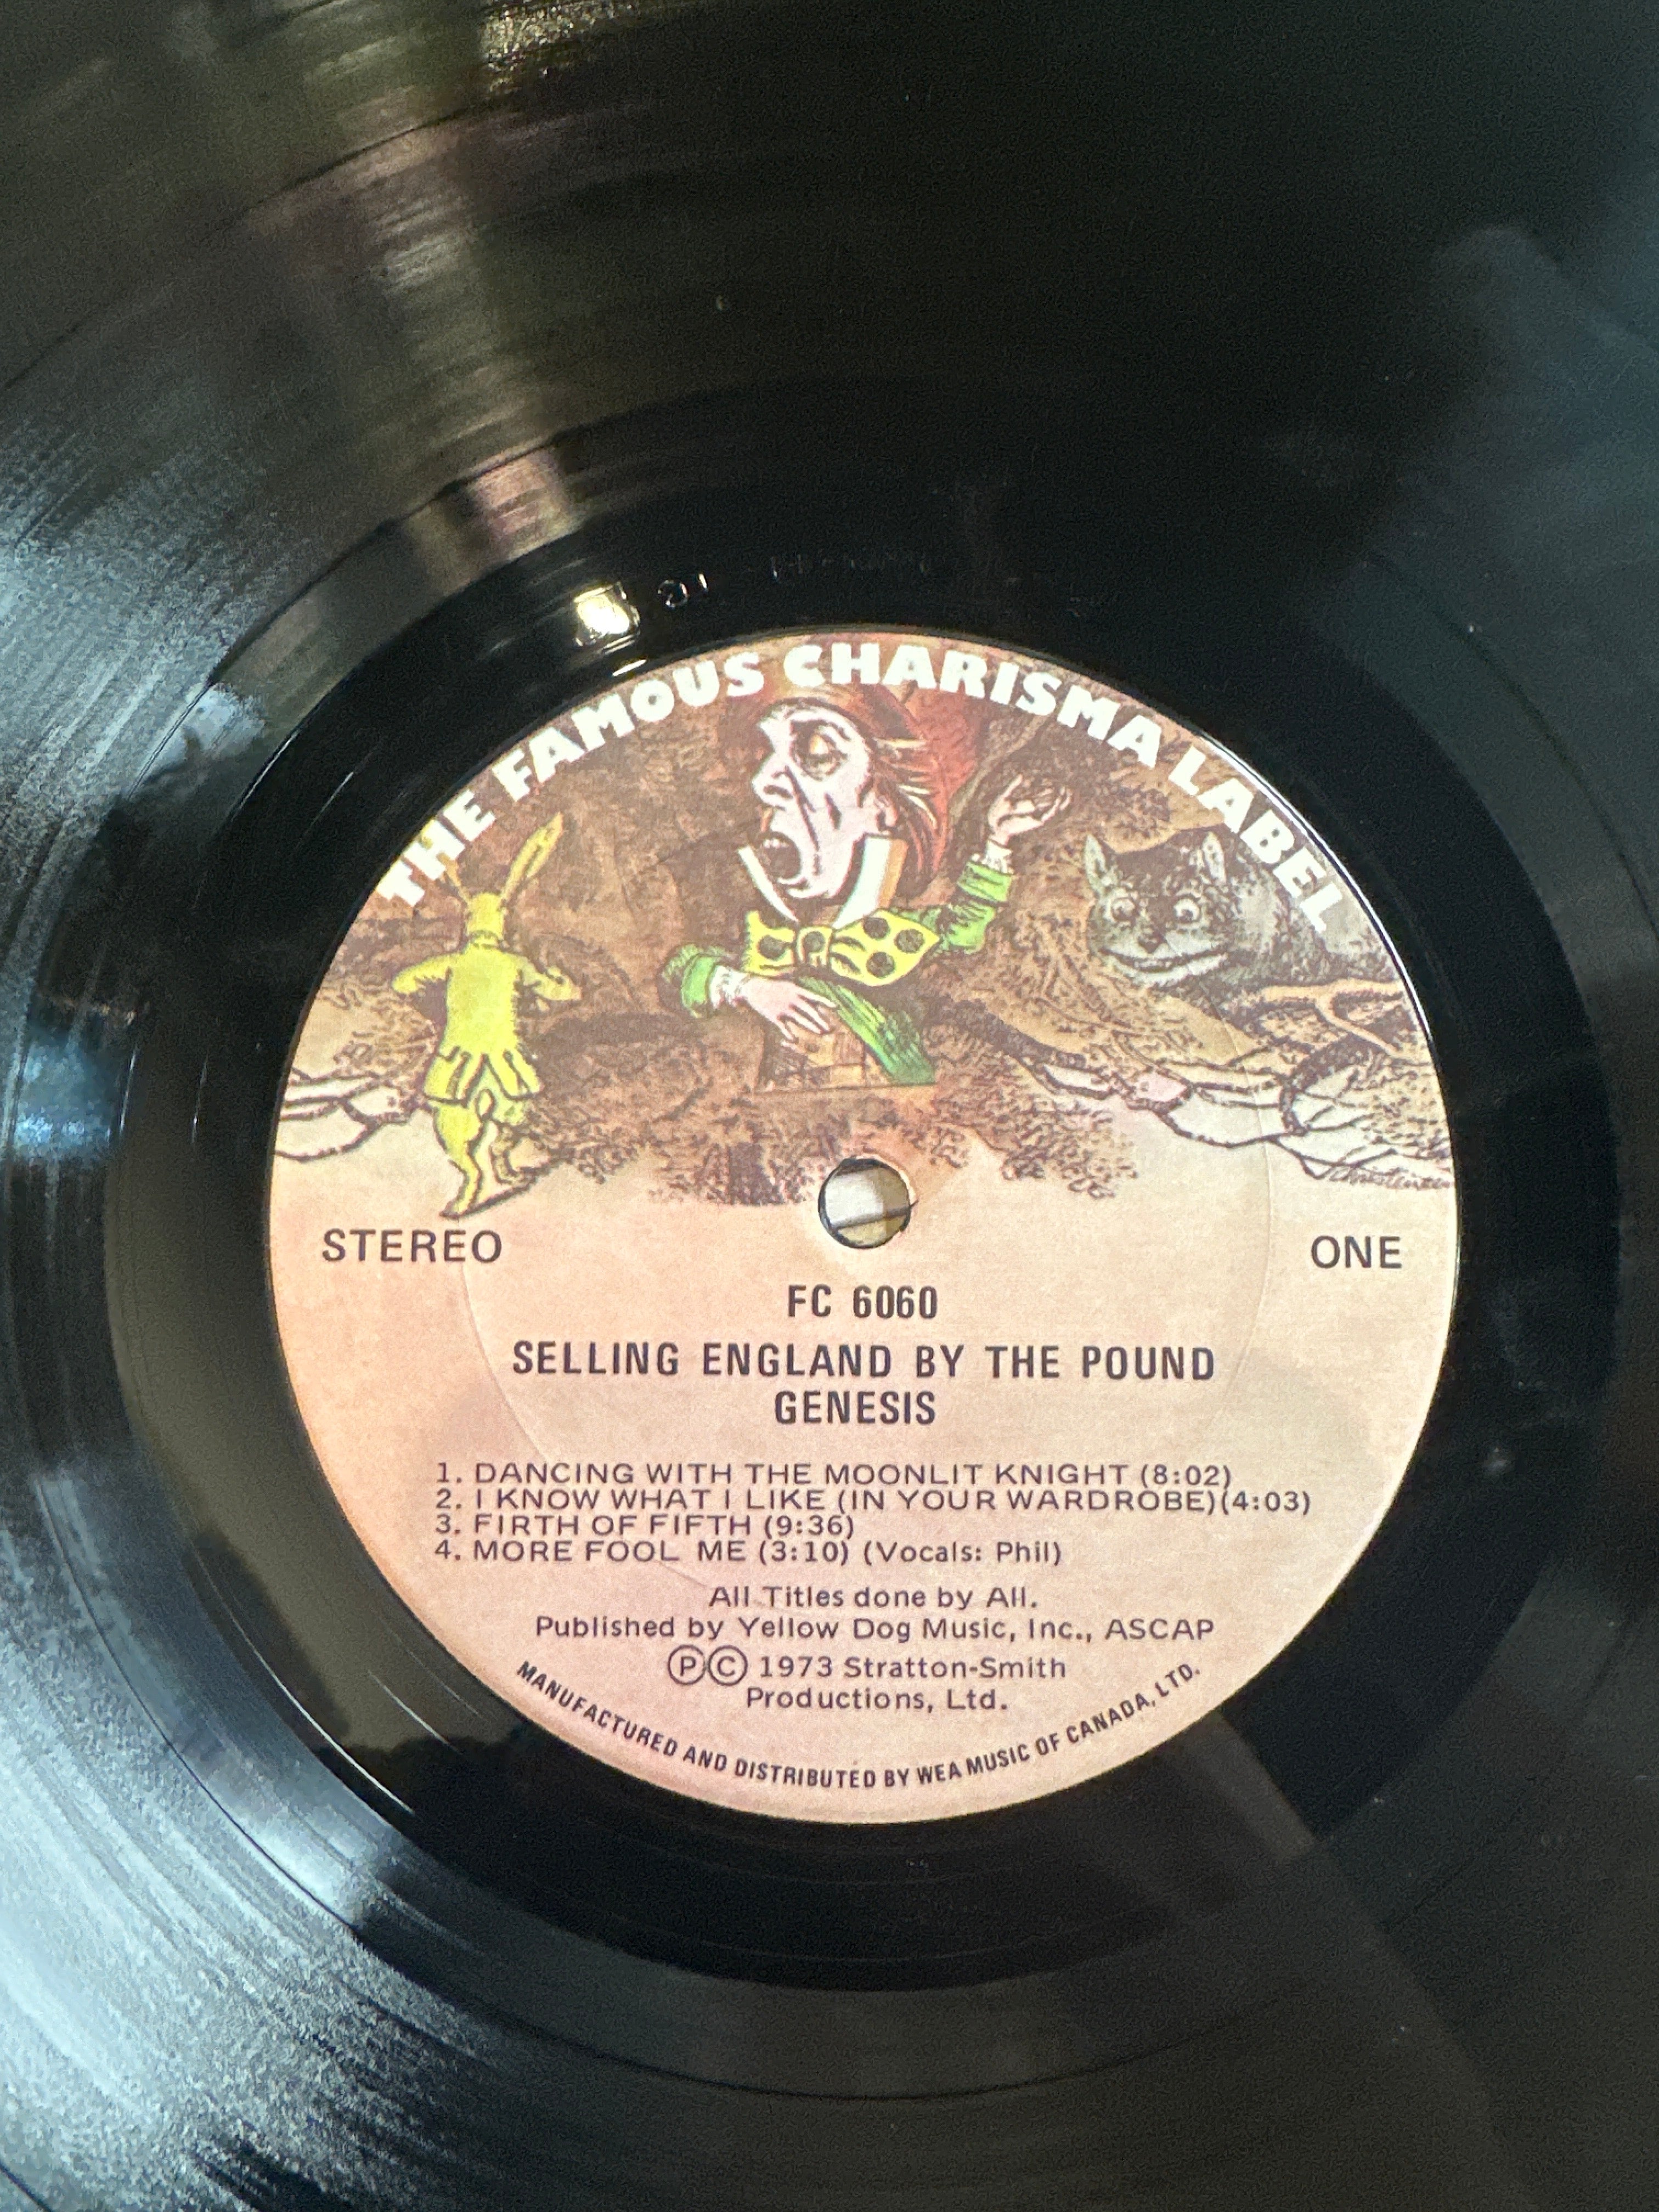 THE FAMOUS CHARISMA LABEL
STEREO
ONE
FC 6060
SELLING ENGLAND BY THE POUND
GENESIS
1. DANCING WITH THE MOONLIT KNIGHT (8:02)
2. I KNOW WHAT I LIKE (IN YOUR WARDROBE)(4:03)
3. FIRTH OF FIFTH (9:36)
4. MORE FOOL ME (3:10) (Vocals: Phil)
All Titles done by All.
Published by Yellow Dog Music, Inc., ASCAP
ⓅⒸ 1973 Stratton-Smith
Productions, Ltd.
MANUFACTURED AND DISTRIBUTED BY WEA MUSIC OF CANADA, LTD.